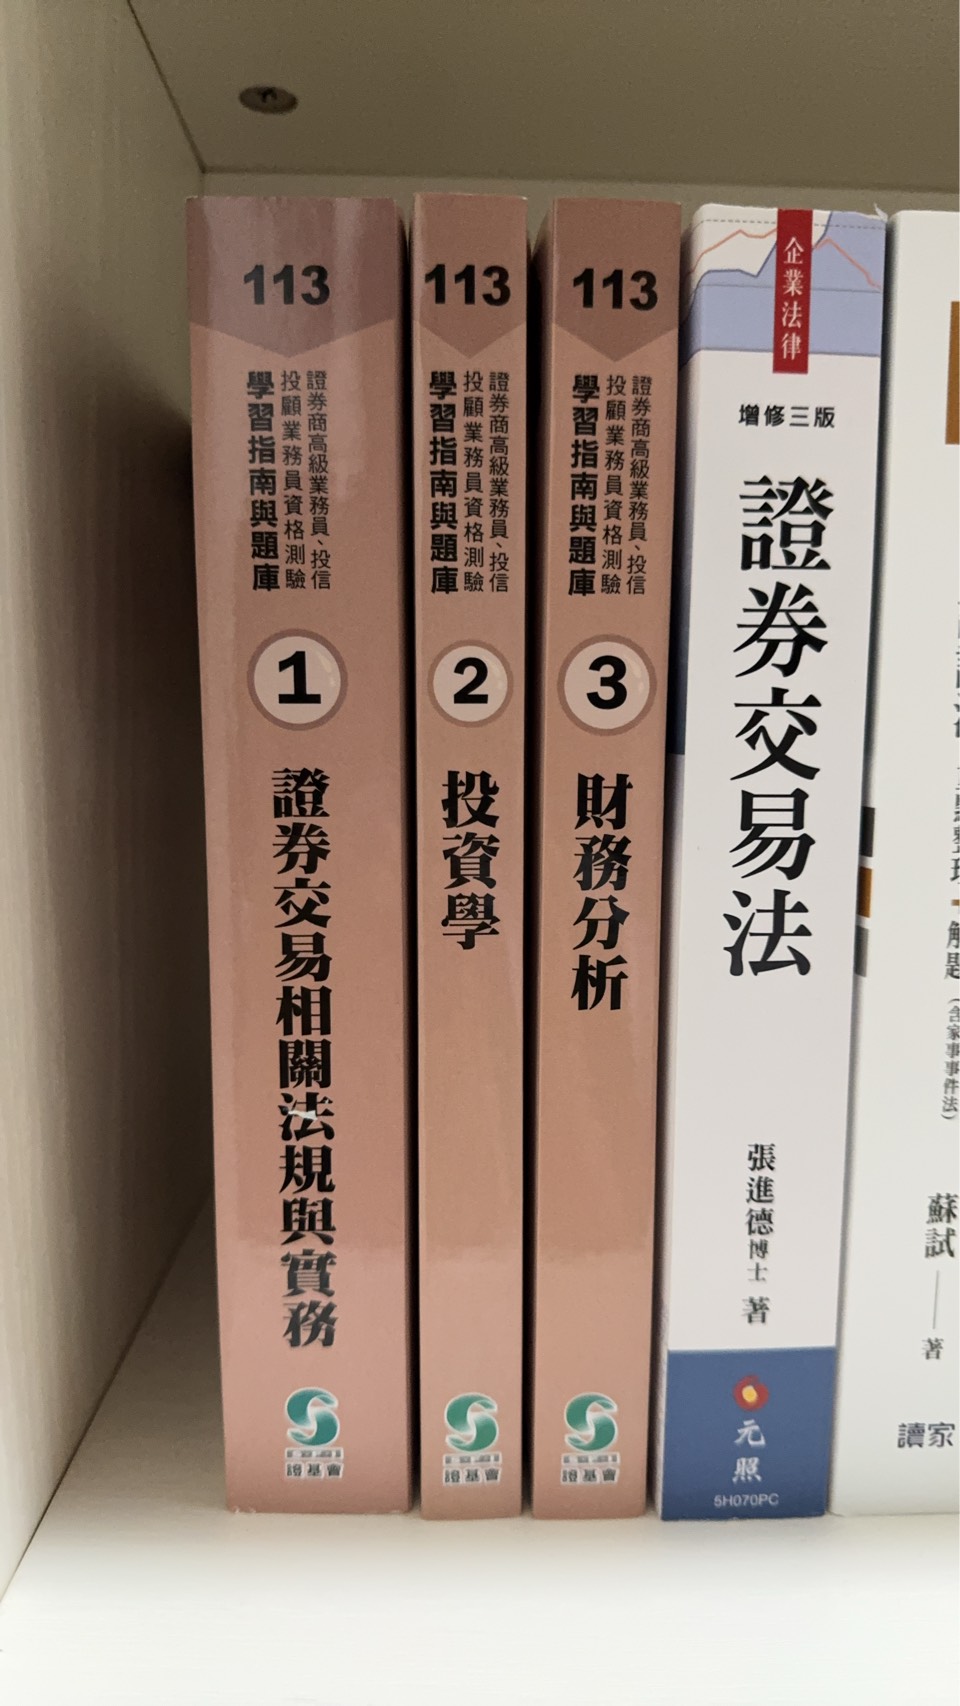 113
證券商高級業務員、投信
投顧業務員資格測驗
學習指南與題庫
1
證券交易相關法規與實務
證基會
113
證券商高級業務員、投信
投顧業務員資格測驗
學習指南與題庫
2
投資學
證基會
113
證券商高級業務員、投信
投顧業務員資格測驗
學習指南與題庫
3
財務分析
證基會
企業法律
增修三版
證券交易法
張進德博士 著
元照
5H070PC
解題(含家事事件法)
蘇試——著
讀家